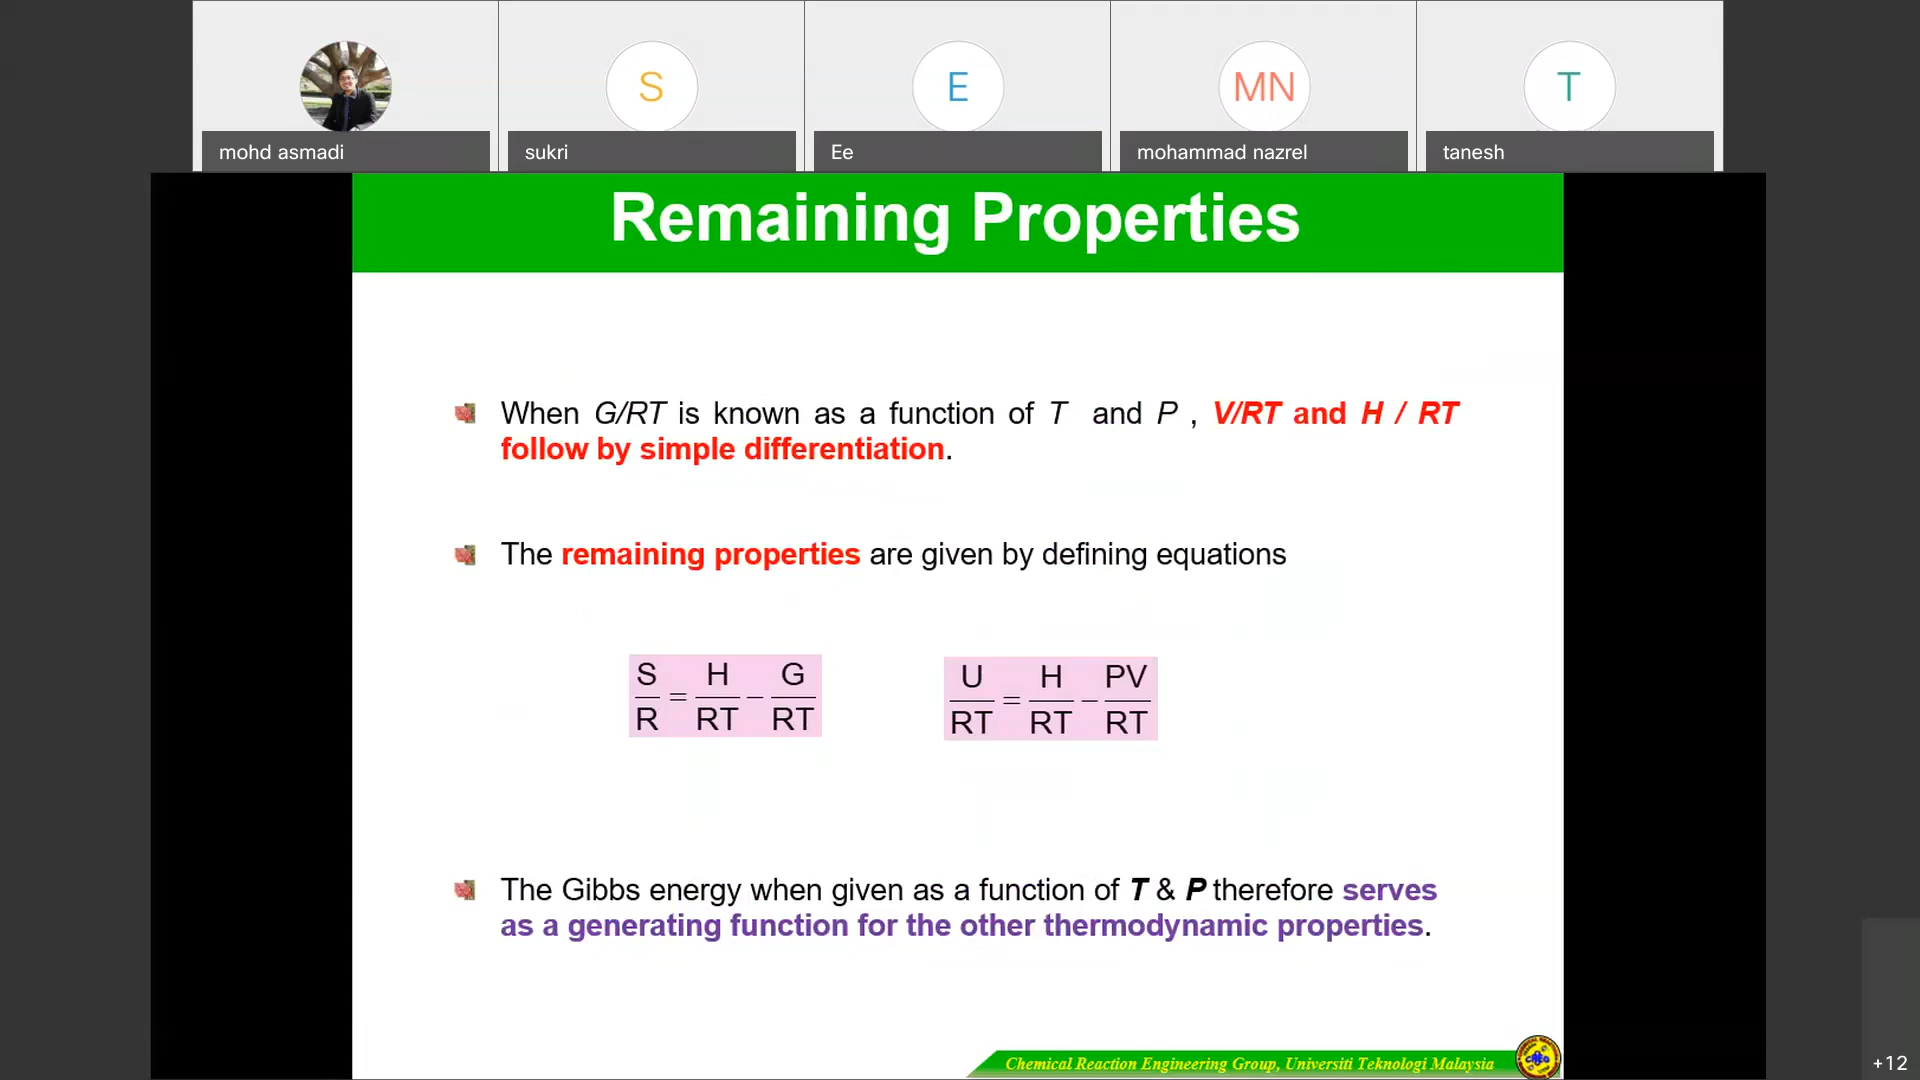 S
E
MN
T
mohd asmadi
sukri
Ee
mohammad nazrel
tanesh
Remaining Properties
When G/RT is known as a function of T and P , V/RT and H / RT
follow by simple differentiation.
The remaining properties are given by defining equations
S/R = H/RT − G/RT
U/RT = H/RT − PV/RT
The Gibbs energy when given as a function of T & P therefore serves
as a generating function for the other thermodynamic properties.
Chemical Reaction Engineering Group, Universiti Teknologi Malaysia
+12